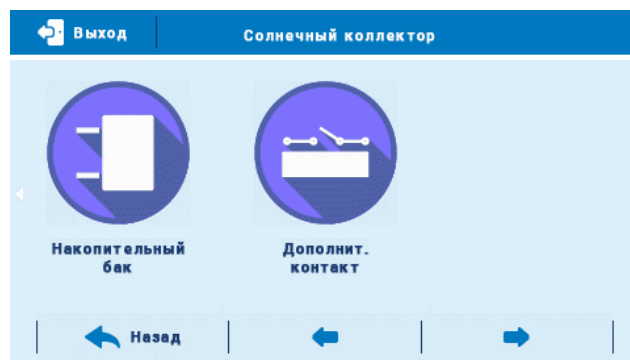 Выход
Солнечный коллектор
Накопительный
бак
Дополнит.
контакт
Назад